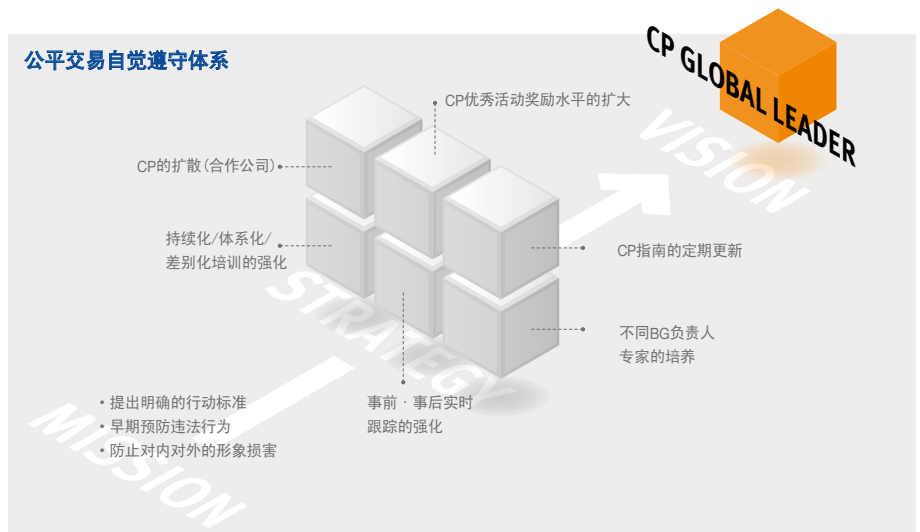 公平交易自觉遵守体系
CP GLOBAL LEADER
VISION
CP优秀活动奖励水平的扩大
CP的扩散(合作公司)
持续化/体系化/
差别化培训的强化
CP指南的定期更新
STRATEGY
不同BG负责人
专家的培养
事前 · 事后实时
跟踪的强化
• 提出明确的行动标准
• 早期预防违法行为
• 防止对内对外的形象损害
MISSION